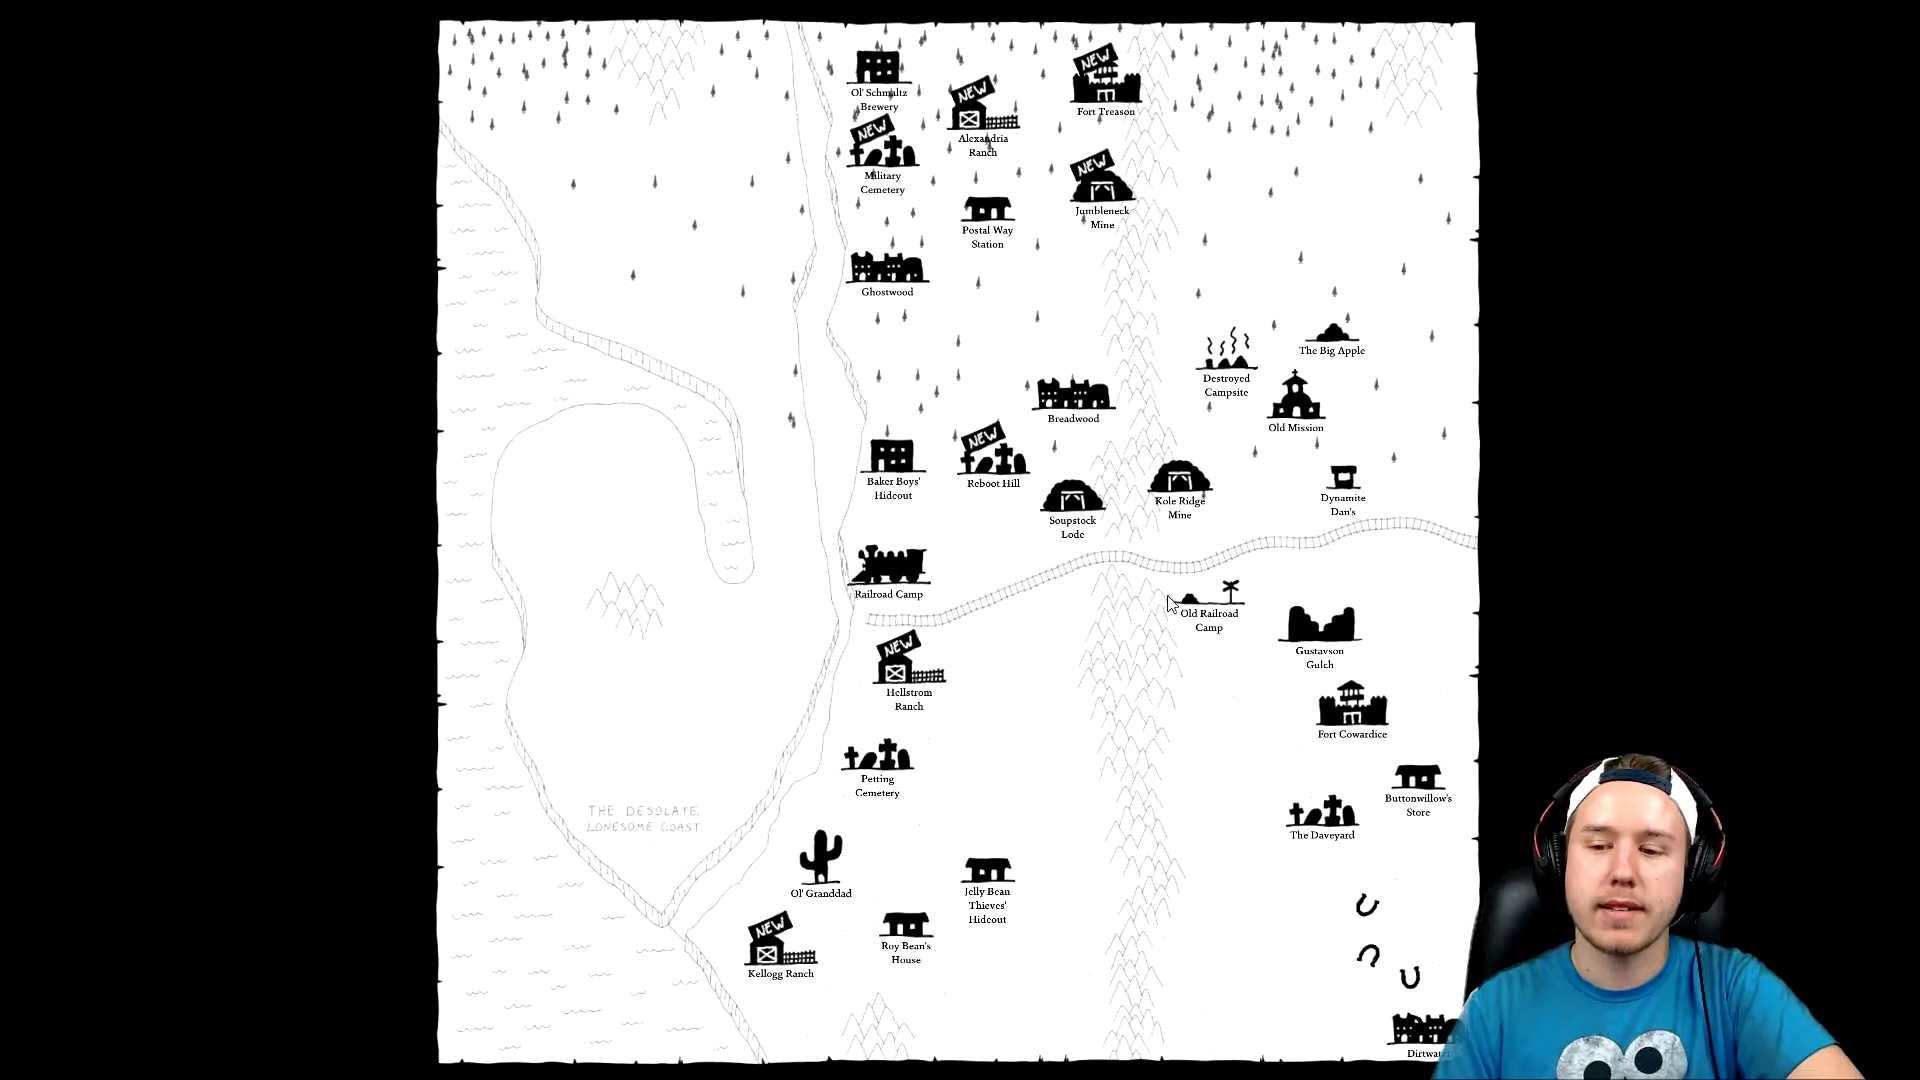 Ol' Schmaltz
Brewery
NEW
Alexandria
Ranch
NEW
Fort Treason
NEW
Military
Cemetery
NEW
Jumbleneck
Mine
Postal Way
Station
Ghostwood
The Big Apple
Destroyed
Campsite
Breadwood
Old Mission
Baker Boys'
Hideout
NEW
Reboot Hill
Soupstock
Lode
Kole Ridge
Mine
Dynamite
Dan's
Railroad Camp
Old Railroad
Camp
Gustavson
Gulch
NEW
Hellstrom
Ranch
Fort Cowardice
Petting
Cemetery
Buttonwillow's
Store
The Daveyard
THE DESOLATE,
LONESOME COAST
Ol' Granddad
Jelly Bean
Thieves'
Hideout
NEW
Kellogg Ranch
Roy Bean's
House
Dirtwater